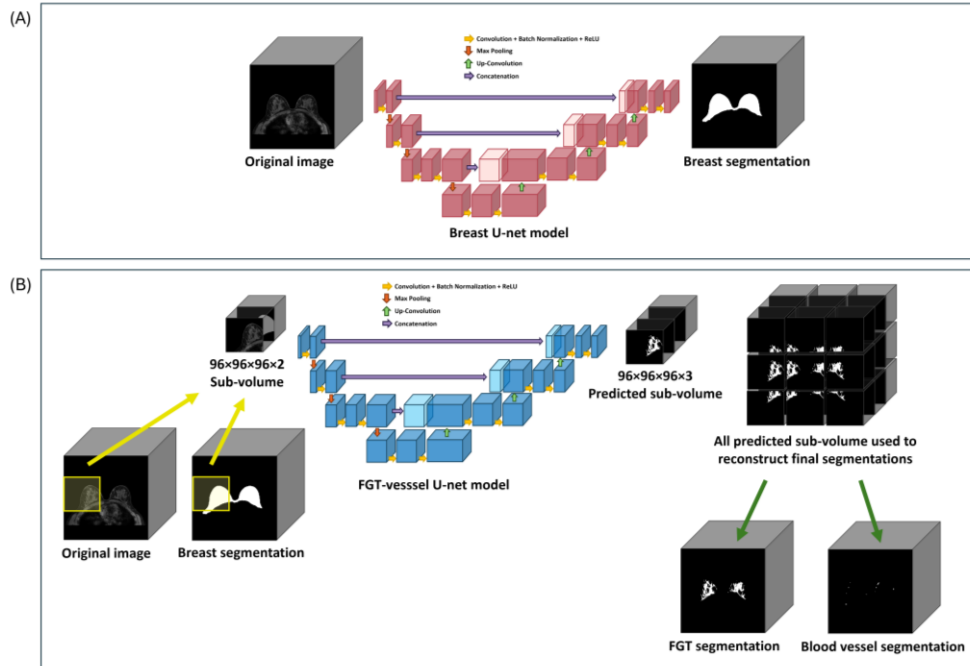 (A)
Convolution + Batch Normalization + ReLU
Max Pooling
Up-Convolution
Concatenation
Original image
Breast segmentation
Breast U-net model
(B)
Convolution + Batch Normalization + ReLU
Max Pooling
Up-Convolution
Concatenation
96×96×96×2
Sub-volume
96×96×96×3
Predicted sub-volume
All predicted sub-volume used to
reconstruct final segmentations
FGT-vesssel U-net model
Original image
Breast segmentation
FGT segmentation
Blood vessel segmentation